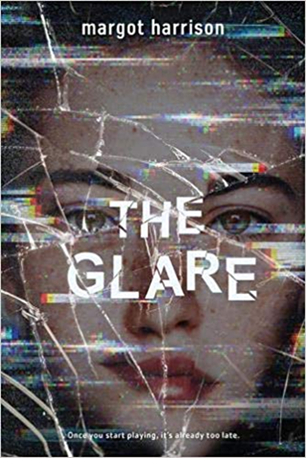 margot harrison
THE
GLARE
Once you start playing, it's already too late.